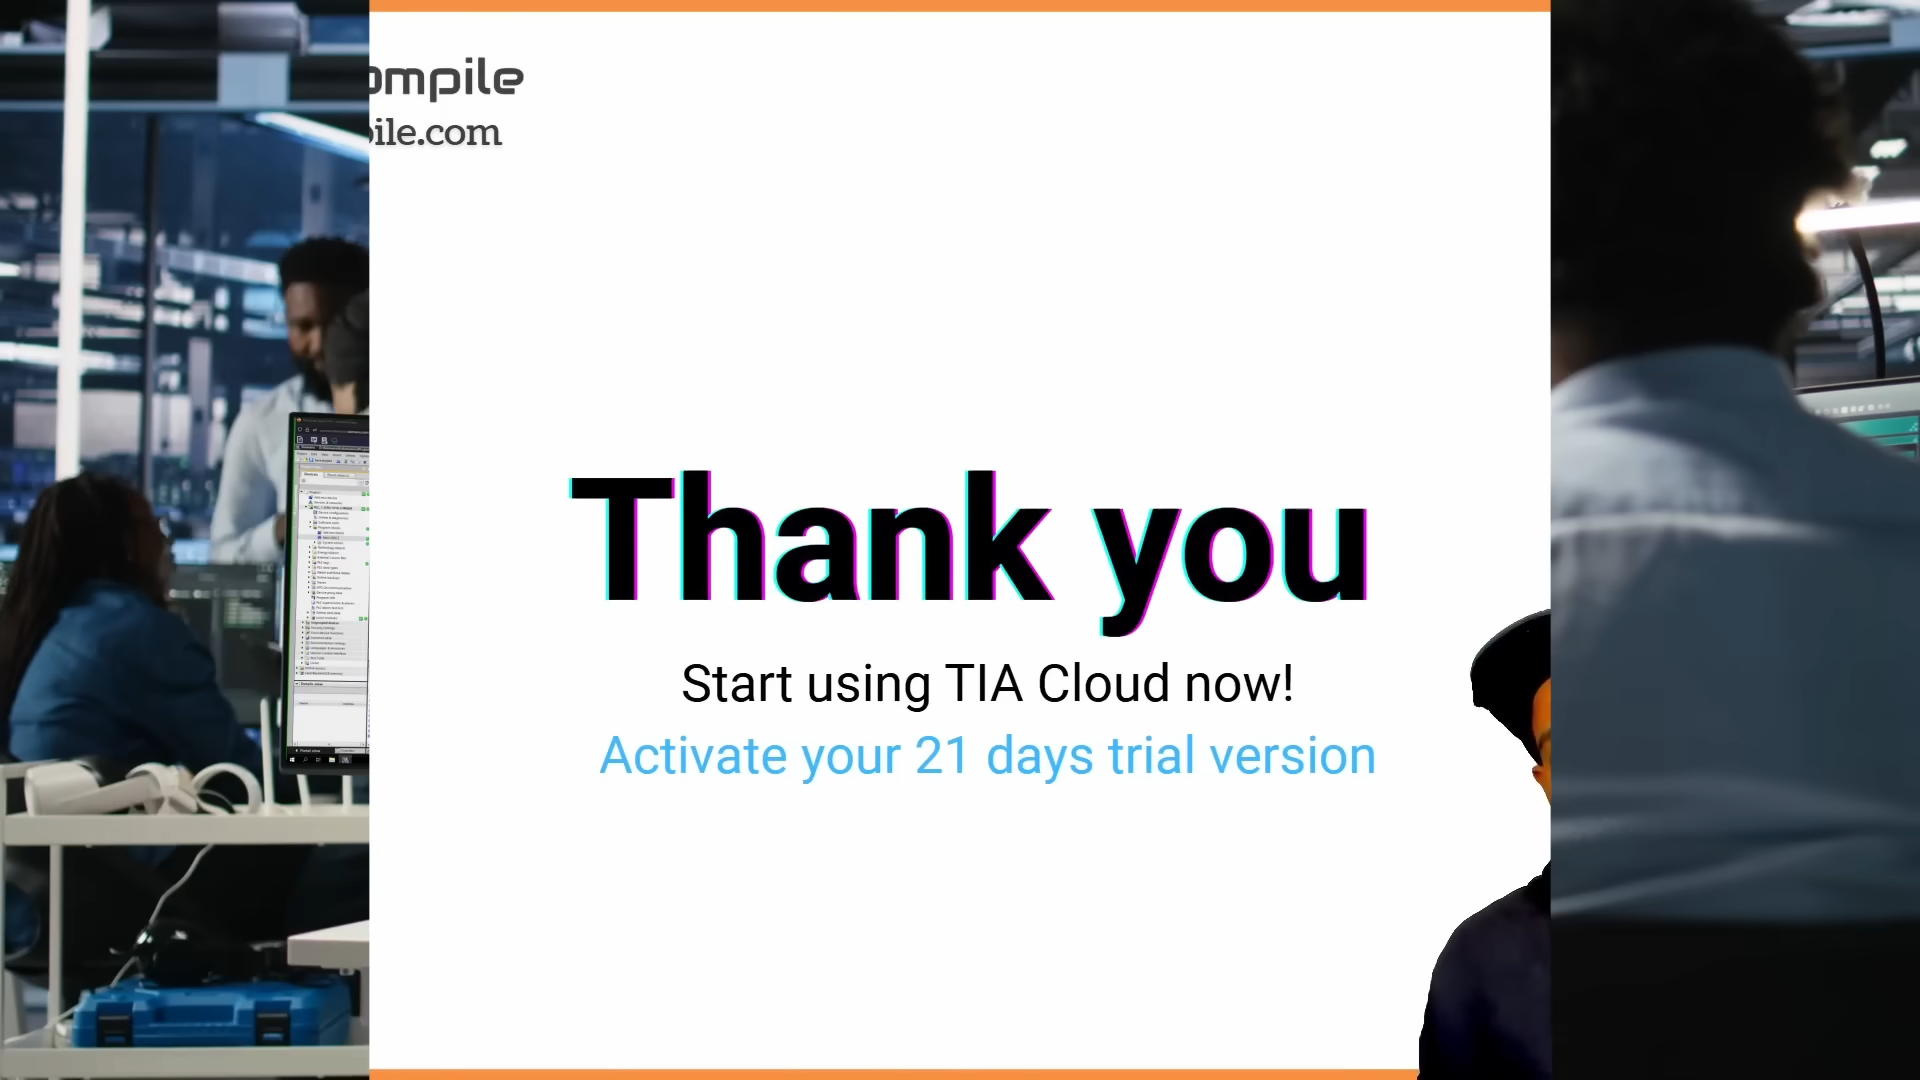 ompile
ile.com
Thank you
Start using TIA Cloud now!
Activate your 21 days trial version